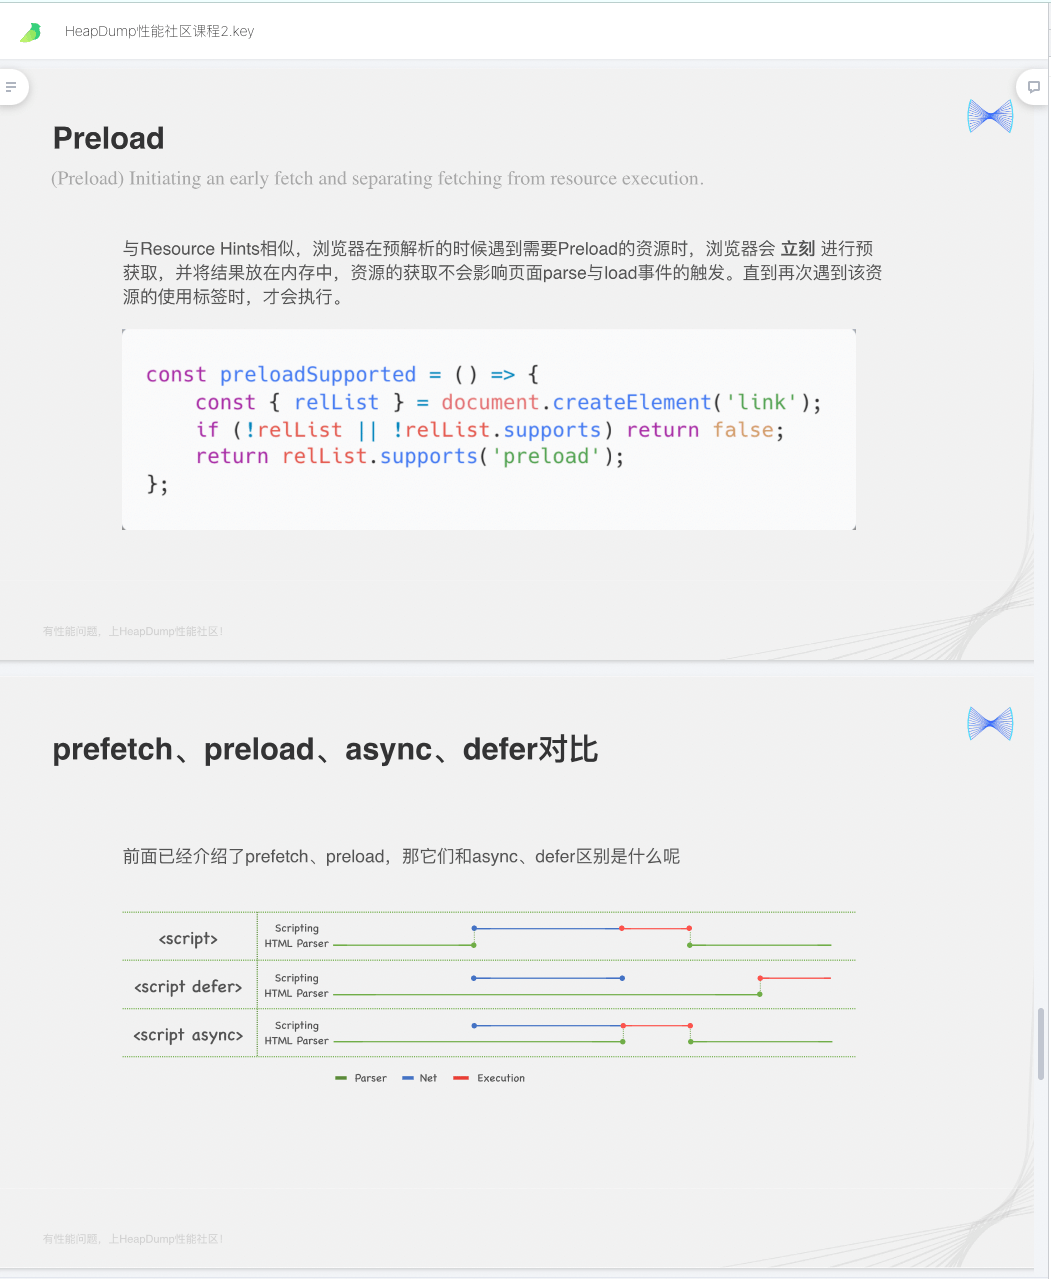 HeapDump性能社区课程2.key
Preload
(Preload) Initiating an early fetch and separating fetching from resource execution.
与Resource Hints相似，浏览器在预解析的时候遇到需要Preload的资源时，浏览器会 立刻 进行预
获取，并将结果放在内存中，资源的获取不会影响页面parse与load事件的触发。直到再次遇到该资
源的使用标签时，才会执行。
const preloadSupported = () => {
    const { relList } = document.createElement('link');
    if (!relList || !relList.supports) return false;
    return relList.supports('preload');
};
有性能问题，上HeapDump性能社区！
prefetch、preload、async、defer对比
前面已经介绍了prefetch、preload，那它们和async、defer区别是什么呢
<script>
Scripting
HTML Parser
<script defer>
Scripting
HTML Parser
<script async>
Scripting
HTML Parser
Parser Net Execution
有性能问题，上HeapDump性能社区！